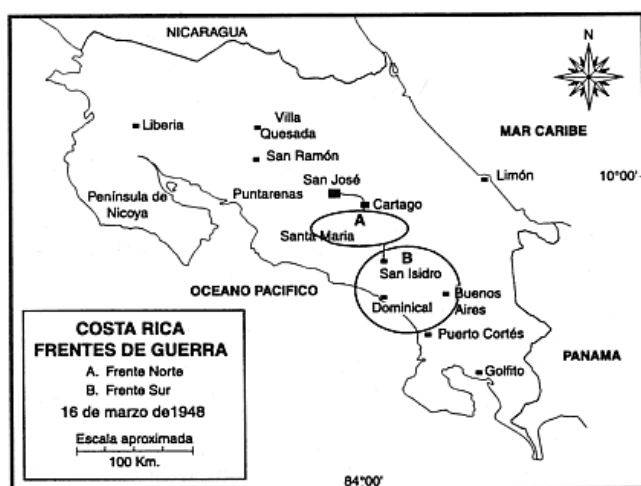 NICARAGUA
N
Liberia
Villa
Quesada
San Ramón
MAR CARIBE
Limón
10°00'
San José
Puntarenas
Cartago
Península de
Nicoya
A
Santa Maria
B
San Isidro
OCEANO PACIFICO
Dominical
Buenos
Aires
Puerto Cortés
PANAMA
Golfito
COSTA RICA
FRENTES DE GUERRA
A. Frente Norte
B. Frente Sur
16 de marzo de1948
Escala aproximada
100 Km.
84°00'